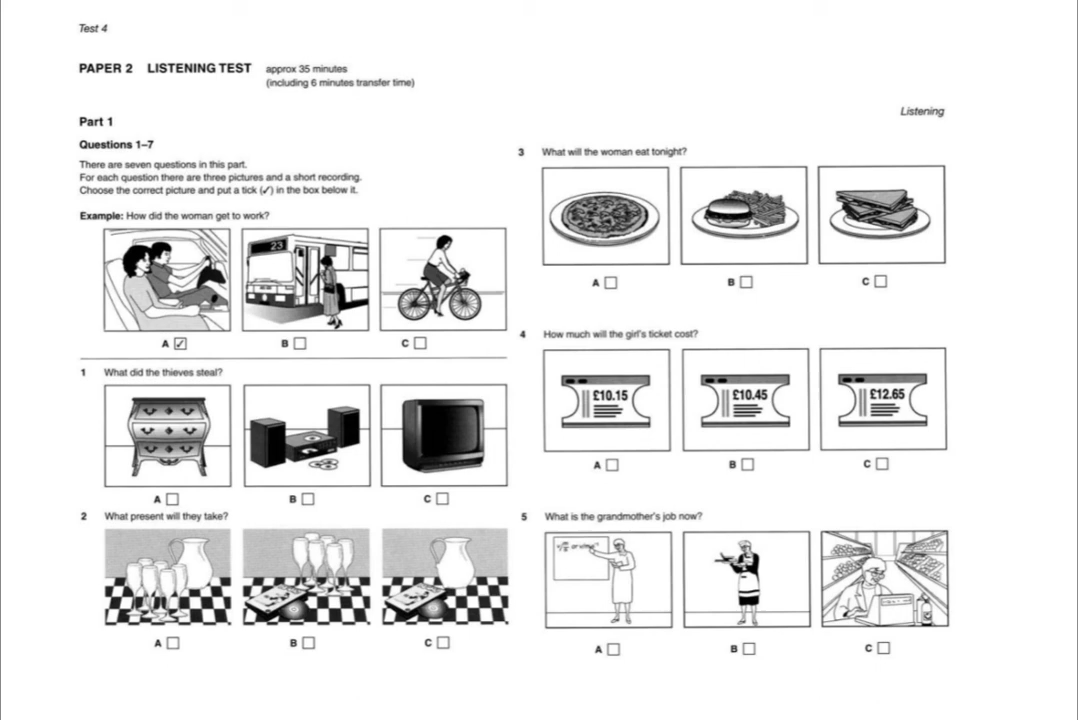 Test 4
PAPER 2 LISTENING TEST approx 35 minutes
(including 6 minutes transfer time)
Part 1
Questions 1–7
There are seven questions in this part.
For each question there are three pictures and a short recording.
Choose the correct picture and put a tick (✓) in the box below it.
Example: How did the woman get to work?
23
A ✓ B C
1 What did the thieves steal?
A B C
2 What present will they take?
A B C
Listening
3 What will the woman eat tonight?
A B C
4 How much will the girl's ticket cost?
£10.15 £10.45 £12.65
A B C
5 What is the grandmother's job now?
A B C